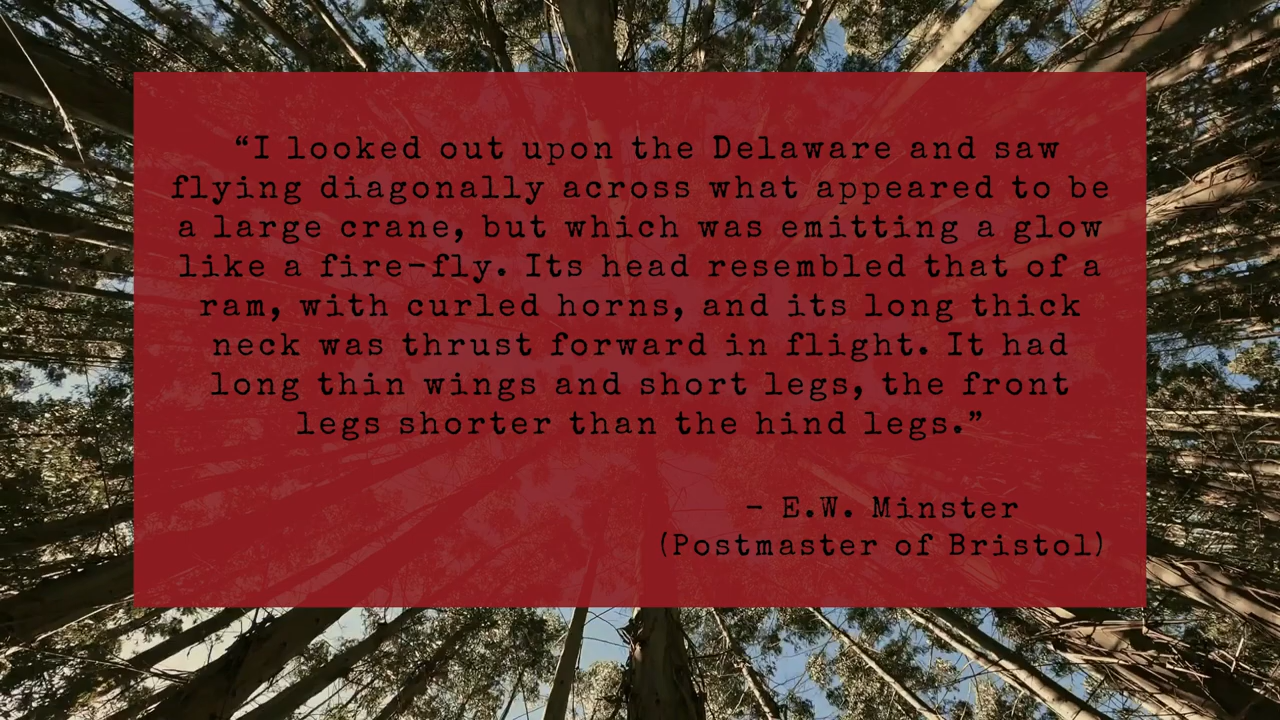 “I looked out upon the Delaware and saw
flying diagonally across what appeared to be
a large crane, but which was emitting a glow
like a fire-fly. Its head resembled that of a
ram, with curled horns, and its long thick
neck was thrust forward in flight. It had
long thin wings and short legs, the front
legs shorter than the hind legs.”
- E.W. Minster
(Postmaster of Bristol)